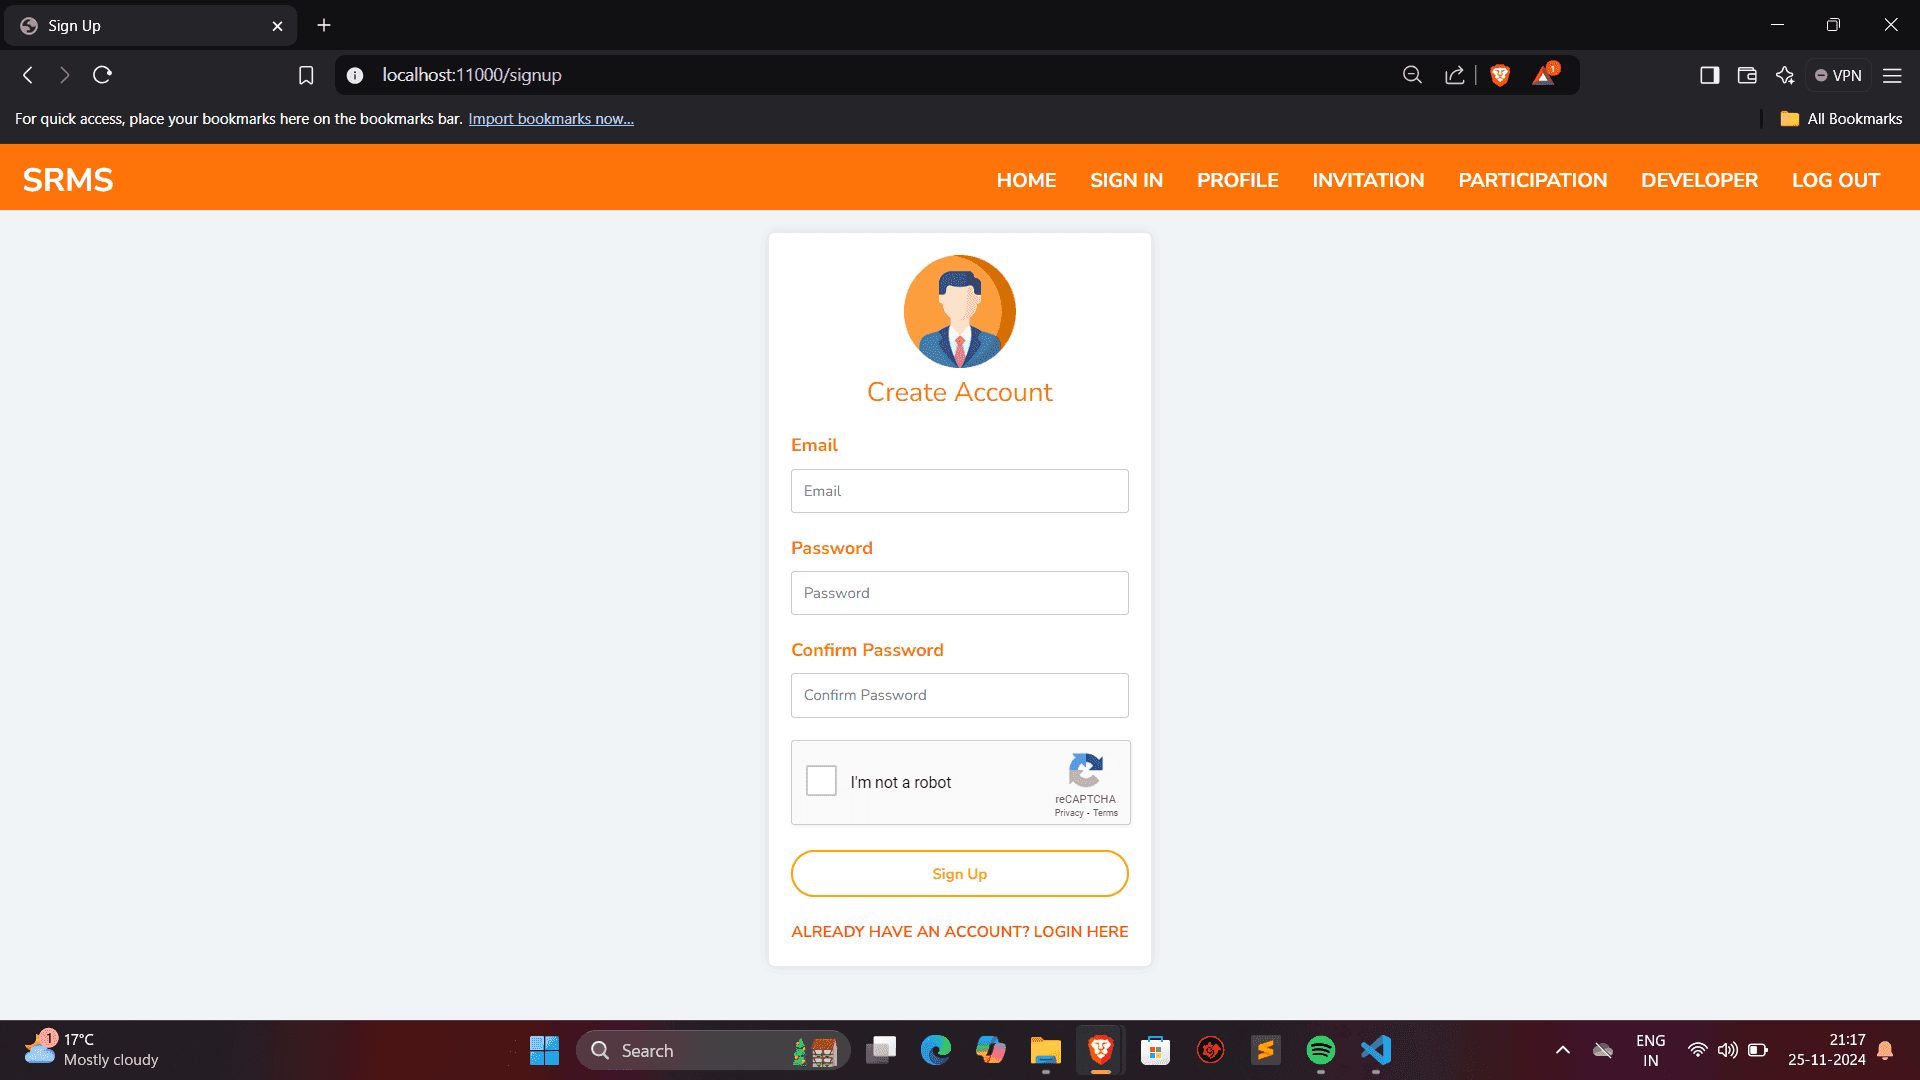 Sign Up
localhost:11000/signup
1
VPN
For quick access, place your bookmarks here on the bookmarks bar. Import bookmarks now...
All Bookmarks
SRMS
HOME SIGN IN PROFILE INVITATION PARTICIPATION DEVELOPER LOG OUT
Create Account
Email
Email
Password
Password
Confirm Password
Confirm Password
I'm not a robot
reCAPTCHA
Privacy - Terms
Sign Up
ALREADY HAVE AN ACCOUNT? LOGIN HERE
1
17°C
Mostly cloudy
Search
ENG
IN
21:17
25-11-2024